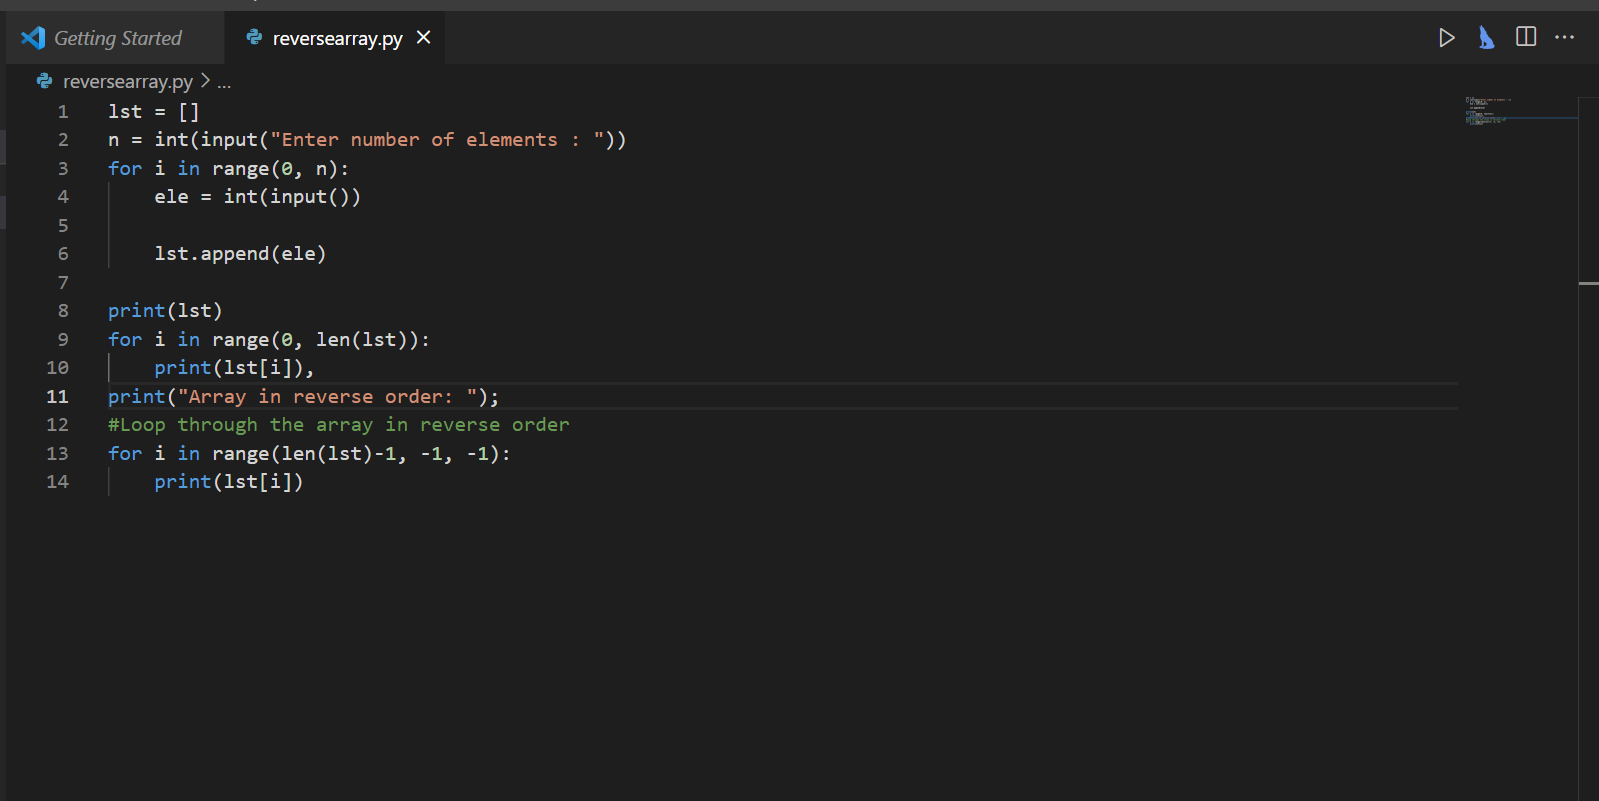 Getting Started
reversearray.py
reversearray.py > ...
1 lst = []
2 n = int(input("Enter number of elements : "))
3 for i in range(0, n):
4     ele = int(input())
5
6     lst.append(ele)
7
8 print(lst)
9 for i in range(0, len(lst)):
10     print(lst[i]),
11 print("Array in reverse order: ");
12 #Loop through the array in reverse order
13 for i in range(len(lst)-1, -1, -1):
14     print(lst[i])